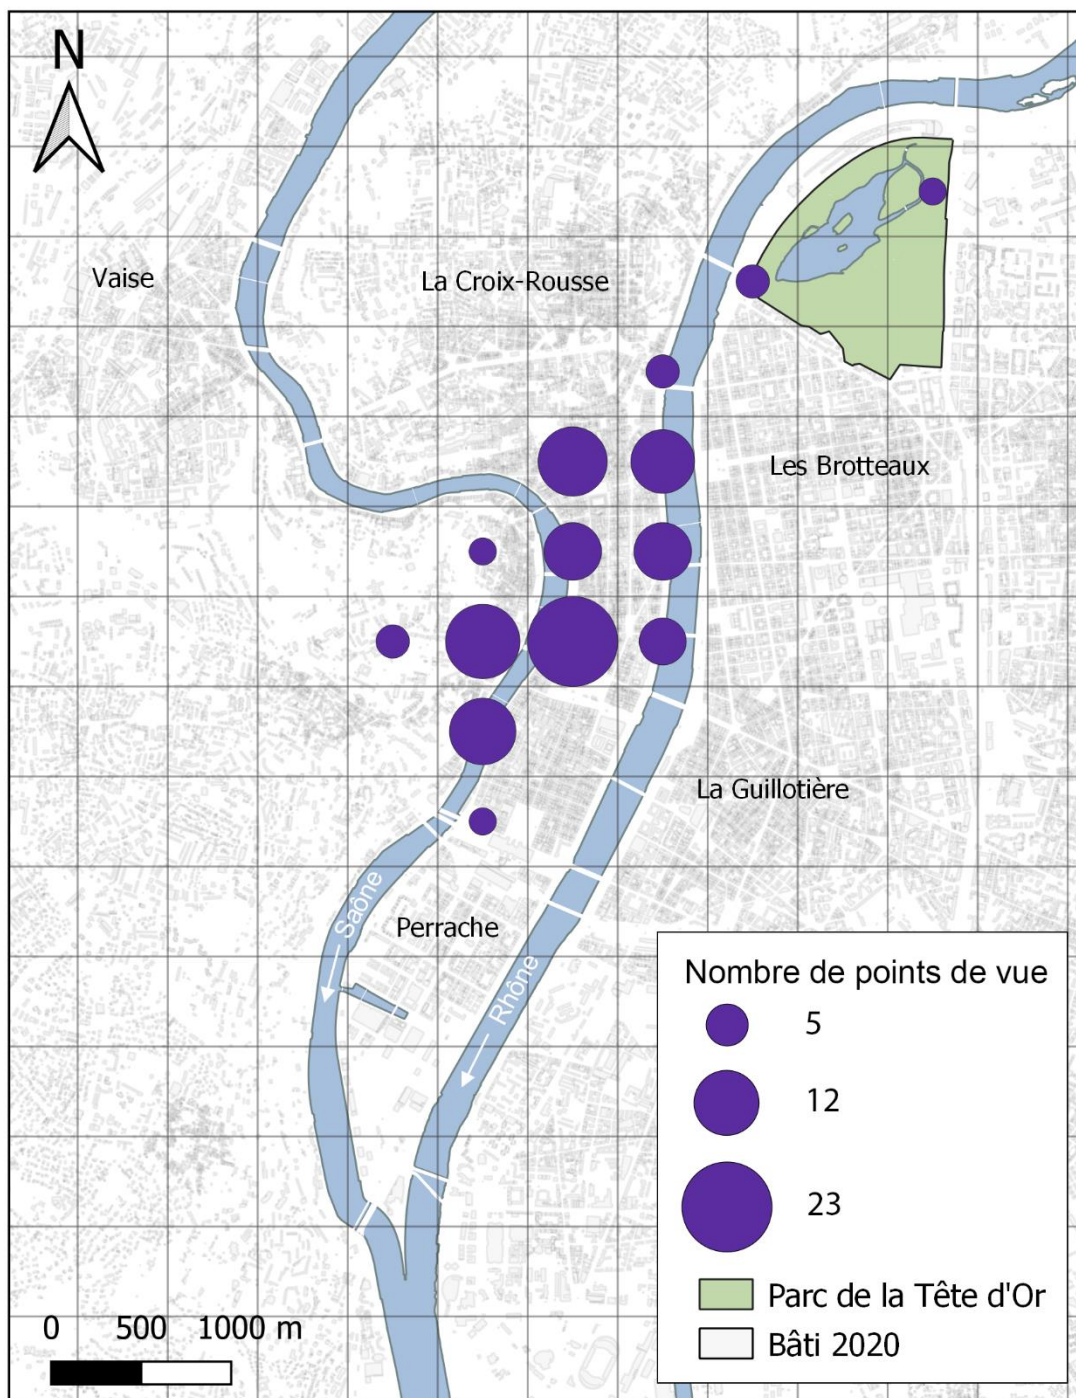 N
Vaise
La Croix-Rousse
Les Brotteaux
La Guillotière
Perrache
Saône
Rhône
Nombre de points de vue
5
12
23
Parc de la Tête d'Or
Bâti 2020
0 500 1000 m